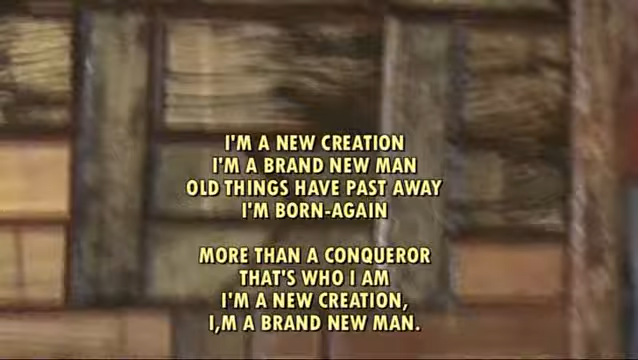 I'M A NEW CREATION
I'M A BRAND NEW MAN
OLD THINGS HAVE PAST AWAY
I'M BORN-AGAIN
MORE THAN A CONQUEROR
THAT'S WHO I AM
I'M A NEW CREATION,
I,M A BRAND NEW MAN.